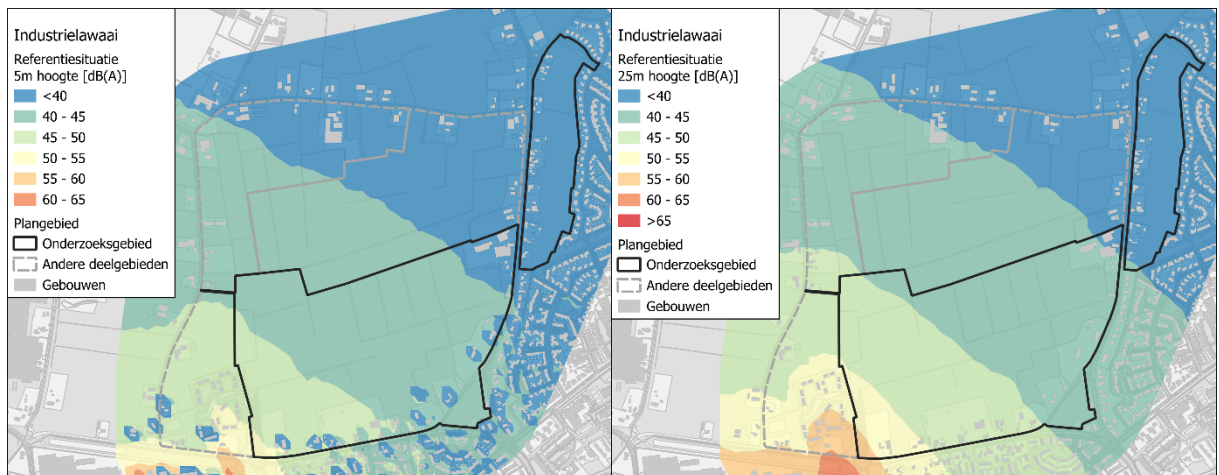 Industrielawaai
Referentiesituatie
5m hoogte [dB(A)]
<40
40 - 45
45 - 50
50 - 55
55 - 60
60 - 65
Plangebied
Onderzoeksgebied
Andere deelgebieden
Gebouwen
Industrielawaai
Referentiesituatie
25m hoogte [dB(A)]
<40
40 - 45
45 - 50
50 - 55
55 - 60
60 - 65
>65
Plangebied
Onderzoeksgebied
Andere deelgebieden
Gebouwen